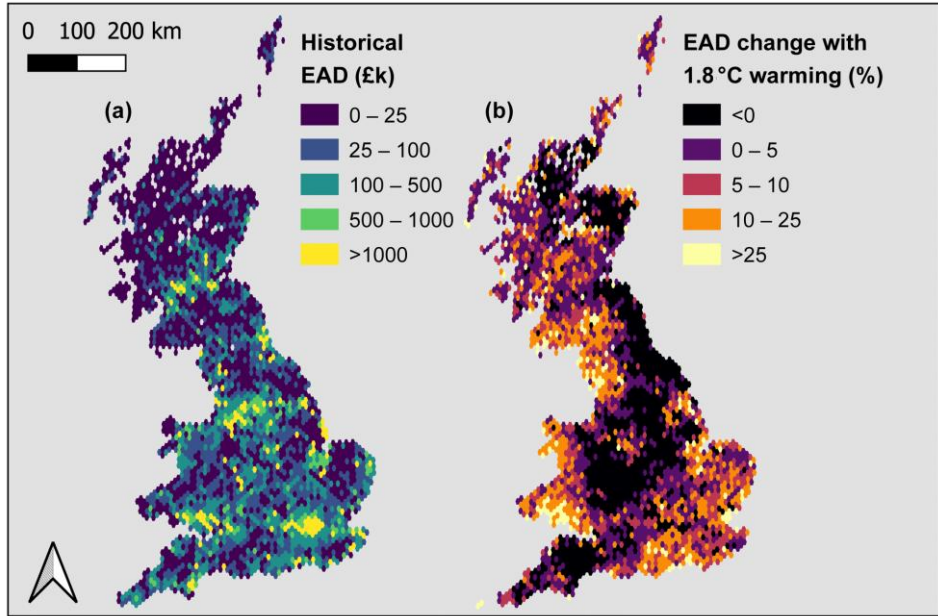 0 100 200 km
(a)
Historical
EAD (£k)
0 – 25
25 – 100
100 – 500
500 – 1000
>1000
(b)
EAD change with
1.8 °C warming (%)
<0
0 – 5
5 – 10
10 – 25
>25